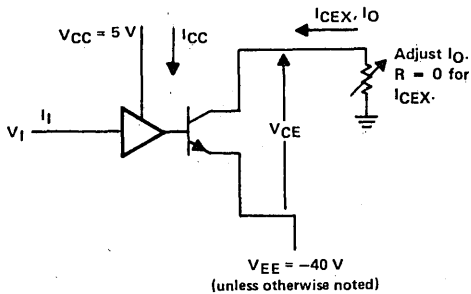 ICEX, IO
VCC = 5 V
ICC
Adjust IO.
R = 0 for
ICEX.
II
VI
VCE
VEE = −40 V
(unless otherwise noted)